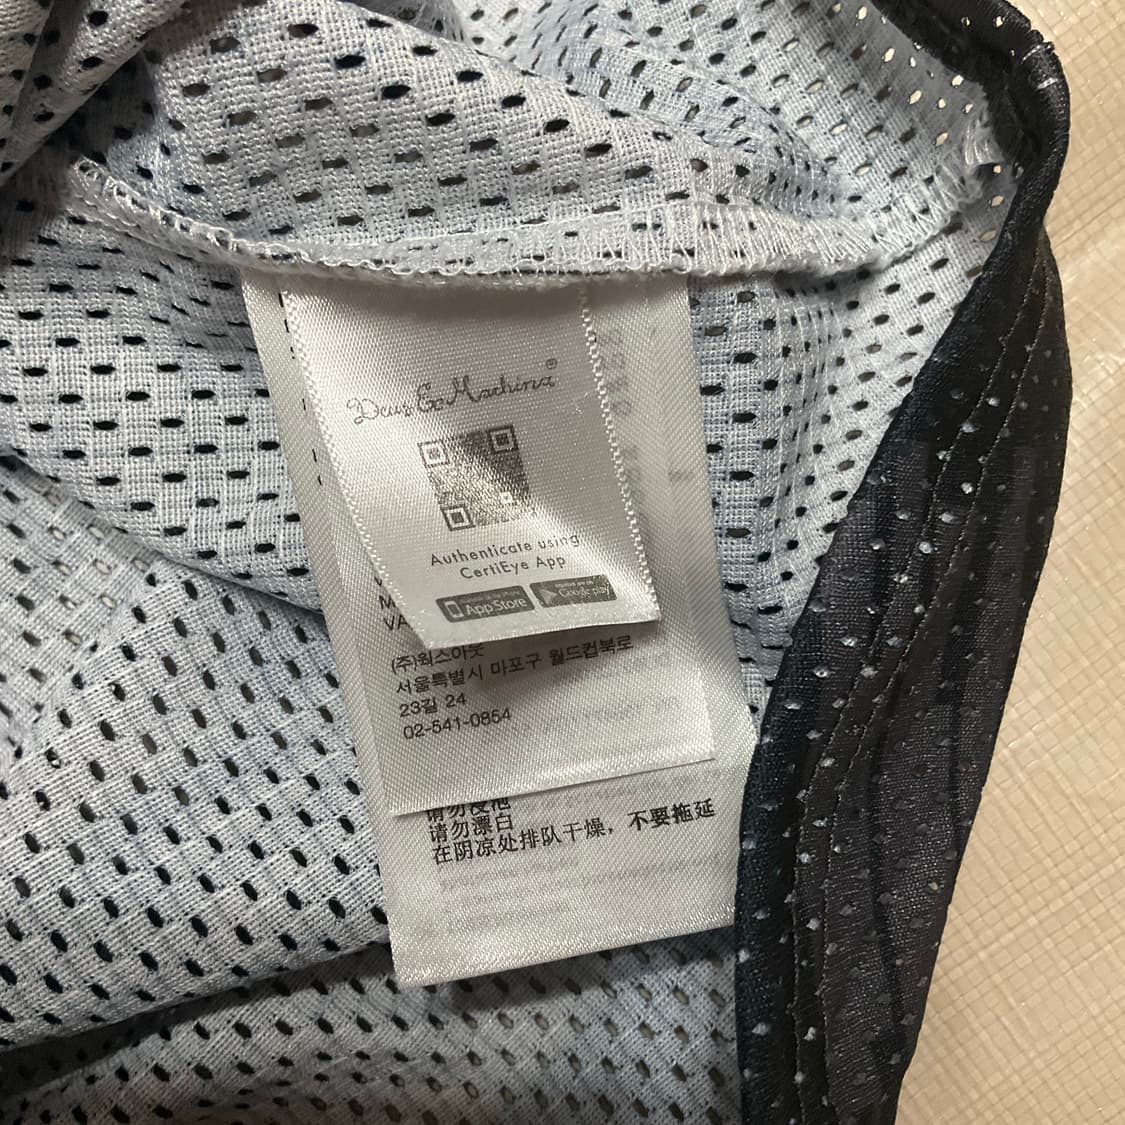 Deus Ex Machina®
Authenticate using
CertiEye App
App Store
Google play
VA
(주)웍스아웃
서울특별시 마포구 월드컵북로
23길 24
02-541-0854
请勿浸泡
请勿漂白
在阴凉处排队干燥，不要拖延